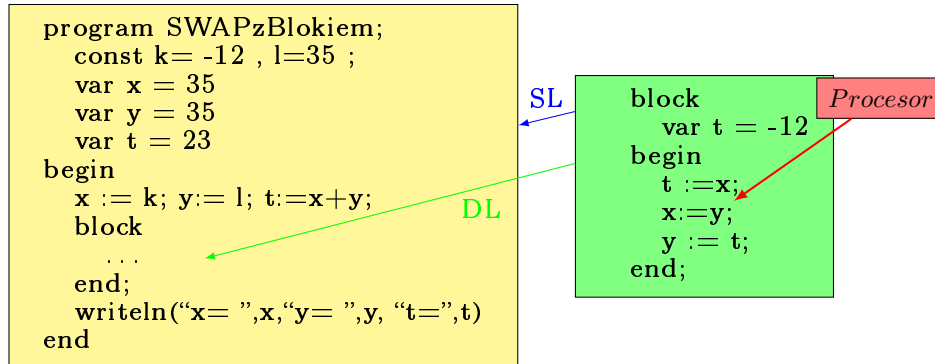 program SWAPzBlokiem;
const k= -12 , l=35 ;
var x = 35
var y = 35
var t = 23
begin
x := k; y:= l; t:=x+y;
block
...
end;
writeln(“x= ”,x,“y= ”,y, “t=”,t)
end
SL
DL
block
var t = -12
begin
t :=x;
x:=y;
y := t;
end;
Procesor